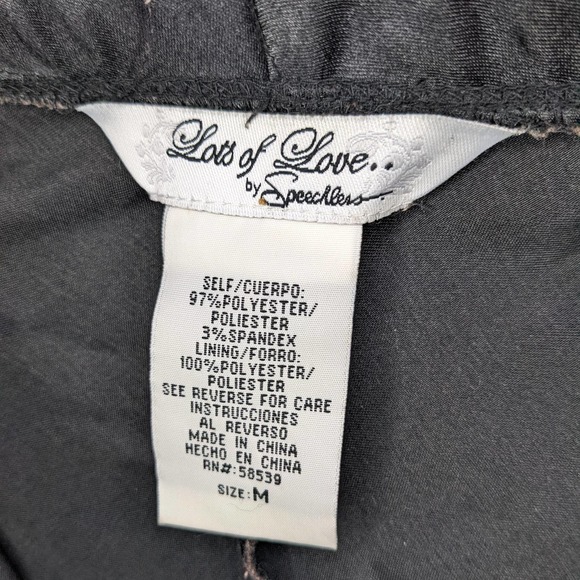 Lots of Love..
by Speechless
SELF/CUERPO:
97%POLYESTER/
POLIESTER
3%SPANDEX
LINING/FORRO:
100%POLYESTER/
POLIESTER
SEE REVERSE FOR CARE
INSTRUCCIONES
AL REVERSO
MADE IN CHINA
HECHO EN CHINA
RN#:58539
SIZE:M